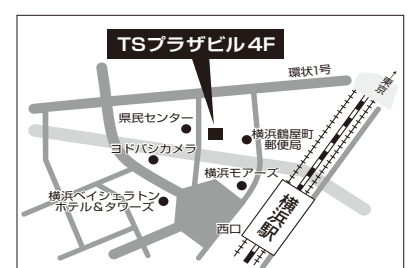 TSプラザビル4F
環状1号
↑東京
県民センター
ヨドバシカメラ
横浜鶴屋町
郵便局
横浜モアーズ
横浜ベイシェラトン
ホテル&タワーズ
横浜駅
西口